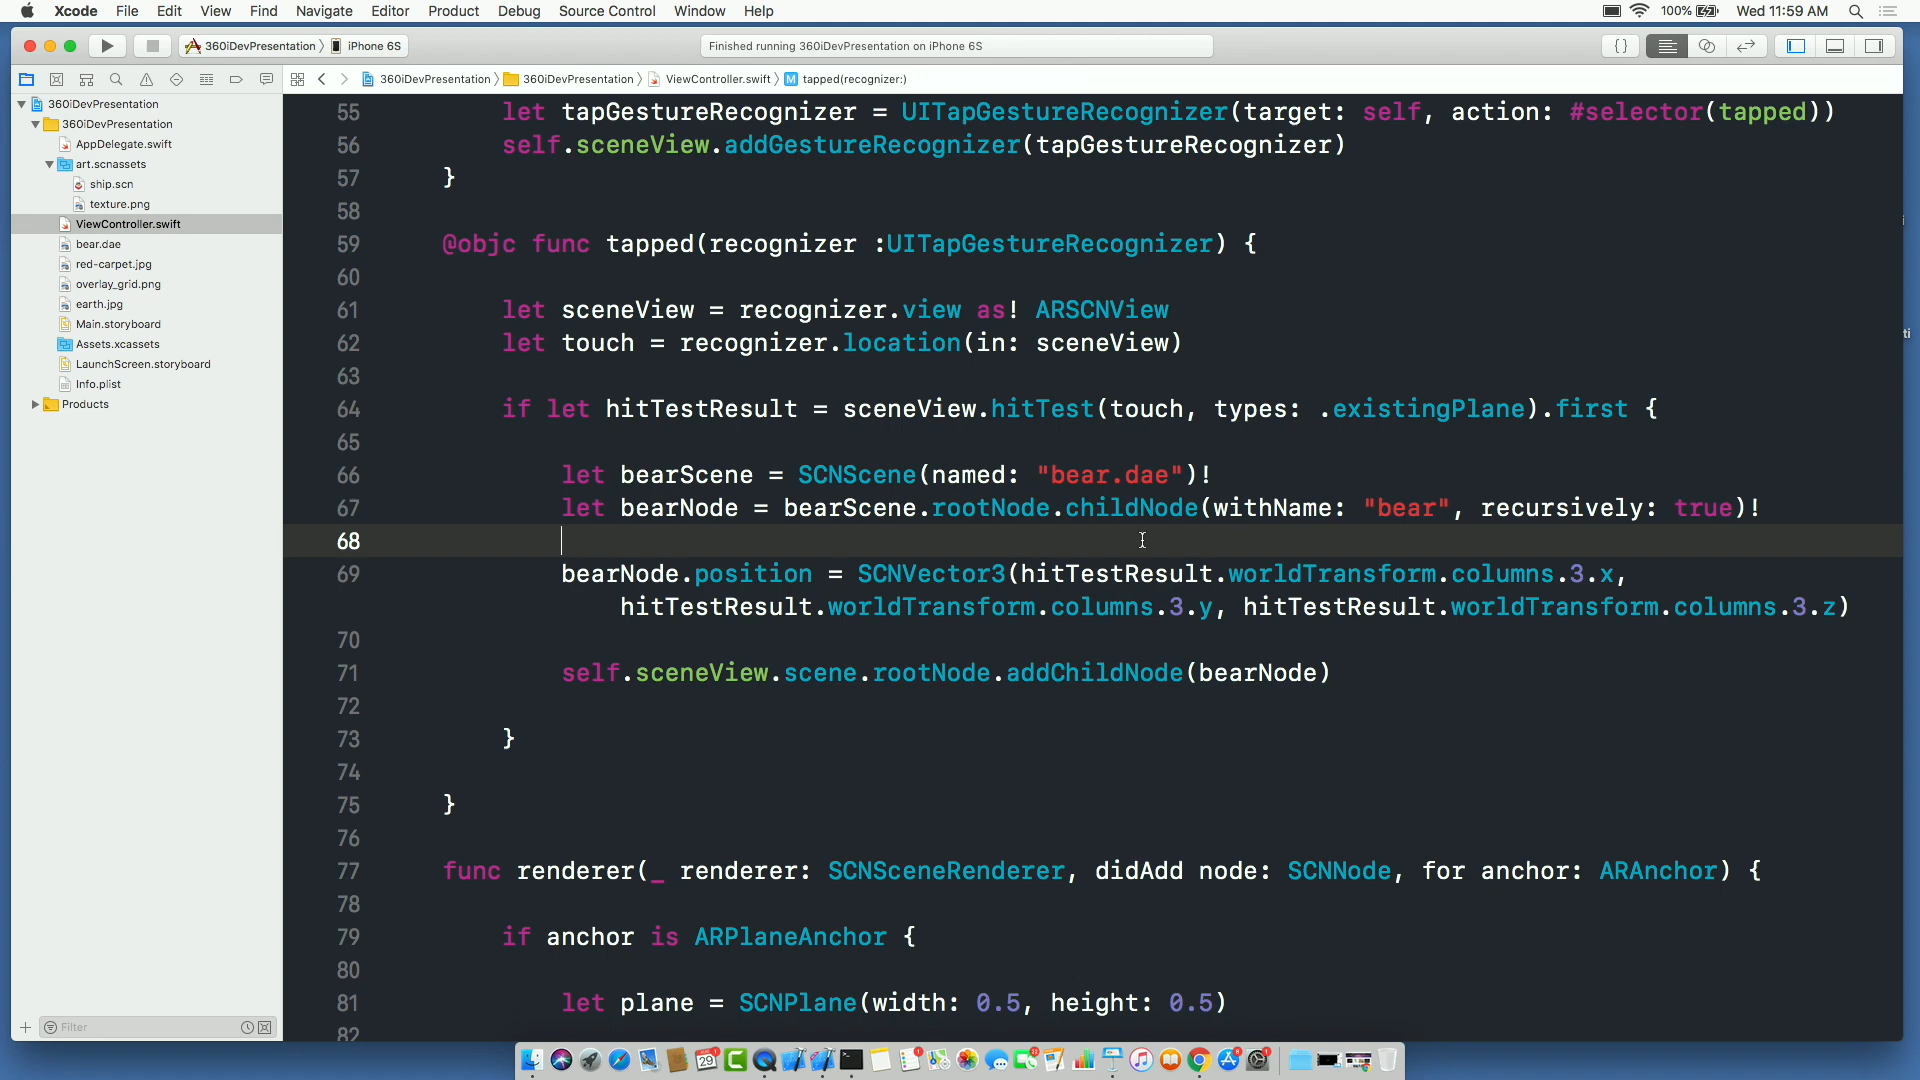 Xcode File Edit View Find Navigate Editor Product Debug Source Control Window Help 100% Wed 11:59 AM
360iDevPresentation iPhone 6S Finished running 360iDevPresentation on iPhone 6S {}
360iDevPresentation 360iDevPresentation ViewController.swift M tapped(recognizer:)
360iDevPresentation
360iDevPresentation
AppDelegate.swift
art.scnassets
ship.scn
texture.png
ViewController.swift
bear.dae
red-carpet.jpg
overlay_grid.png
earth.jpg
Main.storyboard
Assets.xcassets
LaunchScreen.storyboard
Info.plist
Products
Filter
55 let tapGestureRecognizer = UITapGestureRecognizer(target: self, action: #selector(tapped))
56 self.sceneView.addGestureRecognizer(tapGestureRecognizer)
57 }
58
59 @objc func tapped(recognizer :UITapGestureRecognizer) {
60
61 let sceneView = recognizer.view as! ARSCNView
62 let touch = recognizer.location(in: sceneView)
63
64 if let hitTestResult = sceneView.hitTest(touch, types: .existingPlane).first {
65
66 let bearScene = SCNScene(named: "bear.dae")!
67 let bearNode = bearScene.rootNode.childNode(withName: "bear", recursively: true)!
68
69 bearNode.position = SCNVector3(hitTestResult.worldTransform.columns.3.x,
hitTestResult.worldTransform.columns.3.y, hitTestResult.worldTransform.columns.3.z)
70
71 self.sceneView.scene.rootNode.addChildNode(bearNode)
72
73 }
74
75 }
76
77 func renderer(_ renderer: SCNSceneRenderer, didAdd node: SCNNode, for anchor: ARAnchor) {
78
79 if anchor is ARPlaneAnchor {
80
81 let plane = SCNPlane(width: 0.5, height: 0.5)
82
ti
29